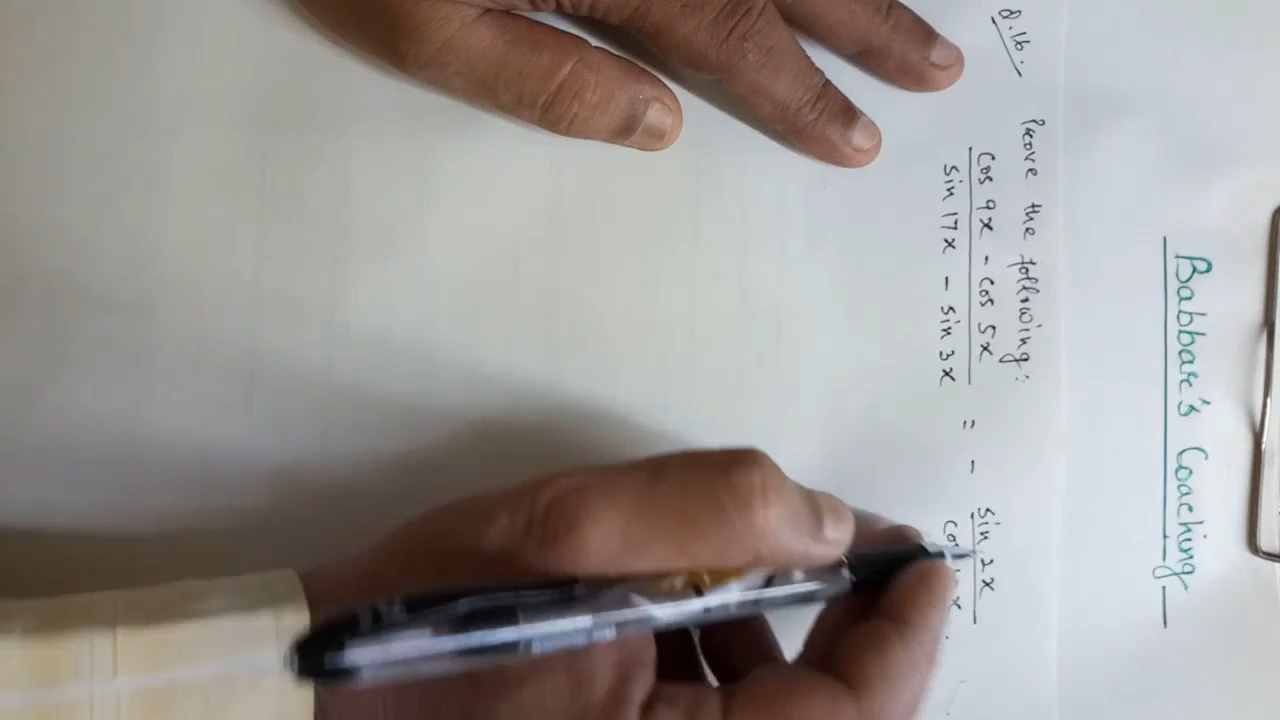 Babbar's Coaching
Q.16. Prove the following:
cos 9x - cos 5x
sin 17x - sin 3x
= -
sin 2x